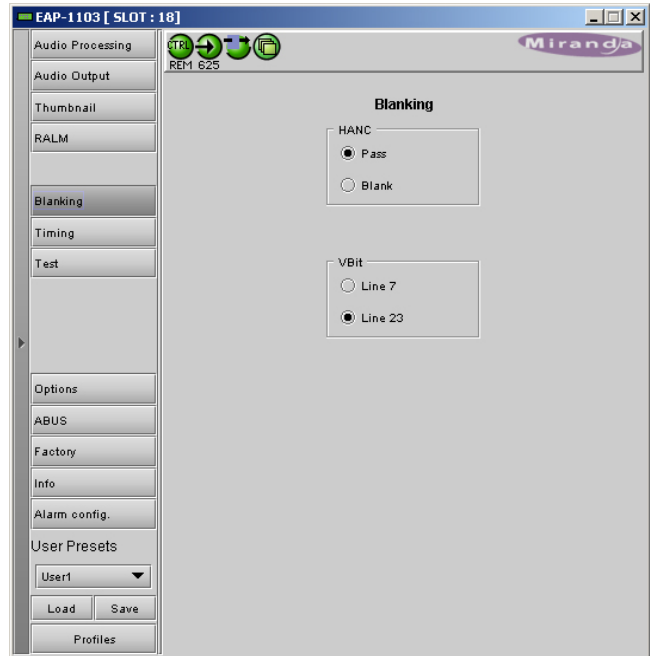 EAP-1103 [ SLOT : 18]
Audio Processing
Audio Output
Thumbnail
RALM
Blanking
Timing
Test
Options
ABUS
Factory
Info
Alarm config.
User Presets
User1
Load Save
Profiles
CTRL
REM 625
Miranda
Blanking
HANC
Pass
Blank
VBit
Line 7
Line 23